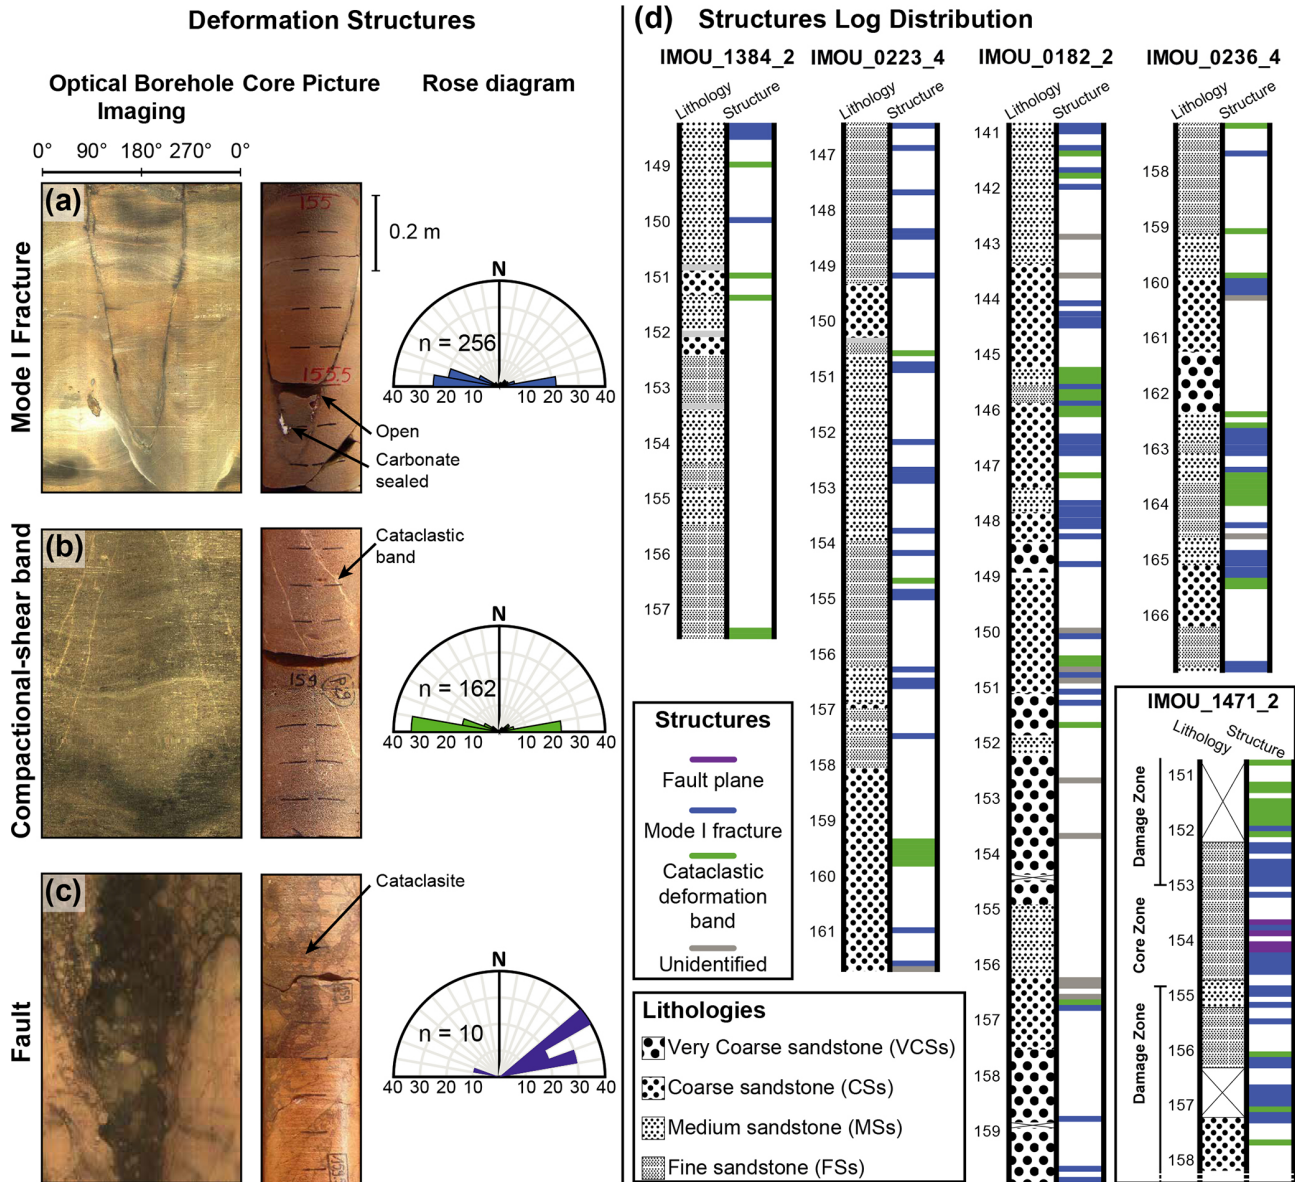 Deformation Structures
Optical Borehole
Imaging
Core Picture
Rose diagram
0° 90° 180° 270° 0°
Mode I Fracture
(a)
155
0.2 m
155.5
N
n = 256
40 30 20 10 10 20 30 40
Open
Carbonate
sealed
Compactional-shear band
(b)
Cataclastic
band
154
N
n = 162
40 30 20 10 10 20 30 40
Fault
(c)
Cataclasite
N
n = 10
40 30 20 10 10 20 30 40
(d) Structures Log Distribution
IMOU_1384_2
Lithology Structure
149
150
151
152
153
154
155
156
157
IMOU_0223_4
Lithology Structure
147
148
149
150
151
152
153
154
155
156
157
158
159
160
161
IMOU_0182_2
Lithology Structure
141
142
143
144
145
146
147
148
149
150
151
152
153
154
155
156
157
158
159
IMOU_0236_4
Lithology Structure
158
159
160
161
162
163
164
165
166
IMOU_1471_2
Lithology Structure
Damage Zone
Core Zone
Damage Zone
151
152
153
154
155
156
157
158
Structures
Fault plane
Mode I fracture
Cataclastic
deformation
band
Unidentified
Lithologies
Very Coarse sandstone (VCSs)
Coarse sandstone (CSs)
Medium sandstone (MSs)
Fine sandstone (FSs)